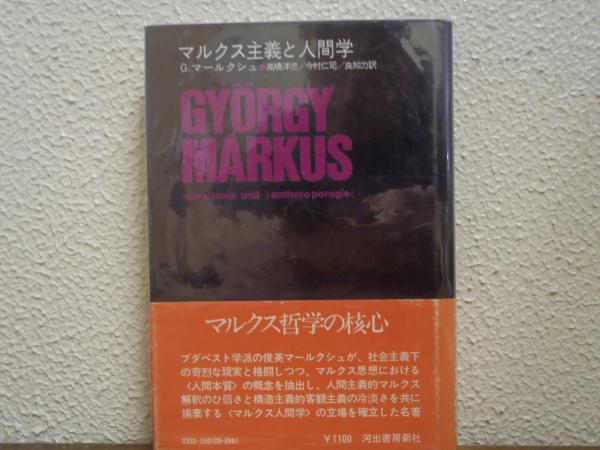 マルクス主義と人間学
G.マールクシュ●高橋洋児/今村仁司/良知力訳
GYÖRGY
MARKUS
marxismus und 〉anthoroporogie〈
マルクス哲学の核心
ブダペスト学派の俊英マールクシュが、社会主義下
の苛烈な現実と格闘しつつ、マルクス思想における
〈人間本質〉の概念を抽出し、人間主義的マルクス
解釈のひ弱さと構造主義的客観主義の冷淡さを共に
揚棄する〈マルクス人間学〉の立場を確立した名著
0330-350123-0961 ¥1100 河出書房新社